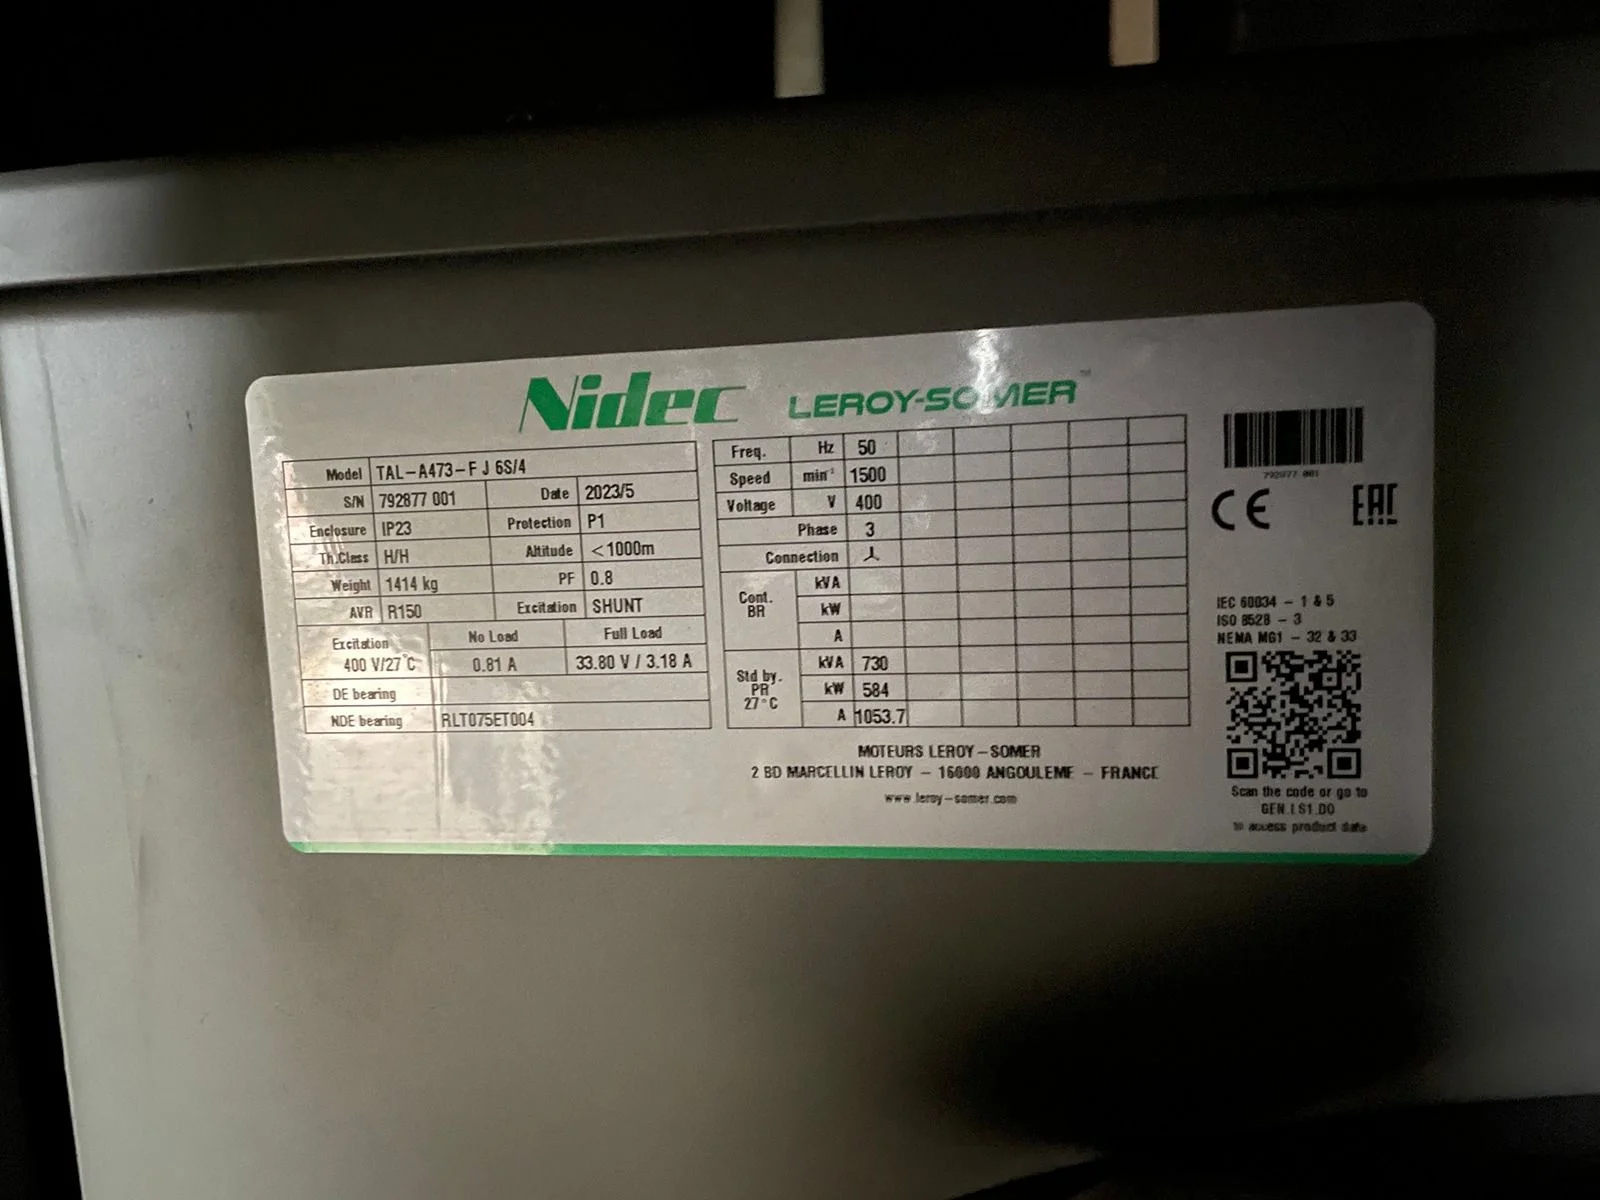 Nidec LEROY-SOMER™
Model TAL-A473-F J 6S/4
S/N 792877 001 Date 2023/5
Enclosure IP23 Protection P1
Th.Class H/H Altitude <1000m
Weight 1414 kg PF 0.8
AVR R150 Excitation SHUNT
Excitation 400 V/27°C No Load Full Load
0.81 A 33.80 V / 3.18 A
DE bearing
NDE bearing RLT075ET004
Freq. Hz 50
Speed min⁻¹ 1500
Voltage V 400
Phase 3
Connection
Cont. BR kVA
kW
A
Std by. PR 27°C kVA 730
kW 584
A 1053.7
MOTEURS LEROY-SOMER
2 BD MARCELLIN LEROY - 16000 ANGOULEME - FRANCE
www.leroy-somer.com
792877 001
CE EAC
IEC 60034 - 1 & 5
ISO 8528 - 3
NEMA MG1 - 32 & 33
Scan the code or go to
GEN.LS1.DO
to access product data